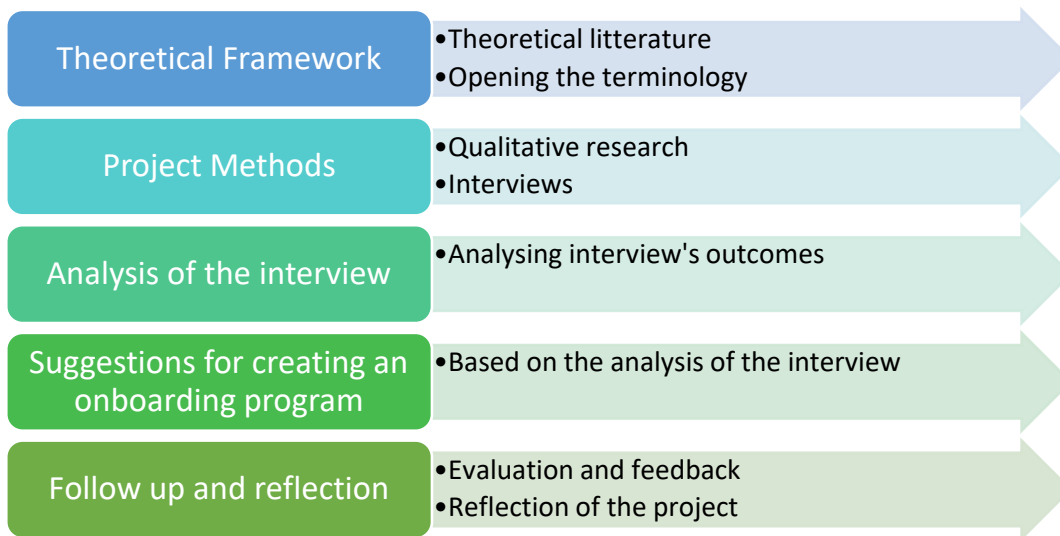 Theoretical Framework
•Theoretical litterature
•Opening the terminology
Project Methods
•Qualitative research
•Interviews
Analysis of the interview
•Analysing interview's outcomes
Suggestions for creating an
onboarding program
•Based on the analysis of the interview
Follow up and reflection
•Evaluation and feedback
•Reflection of the project